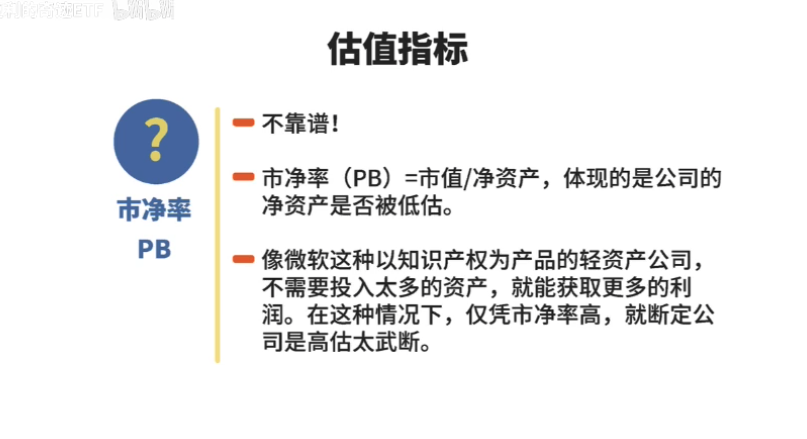 估值指标
?
市净率
PB
不靠谱！
市净率（PB）=市值/净资产，体现的是公司的
净资产是否被低估。
像微软这种以知识产权为产品的轻资产公司，
不需要投入太多的资产，就能获取更多的利
润。在这种情况下，仅凭市净率高，就断定公
司是高估太武断。